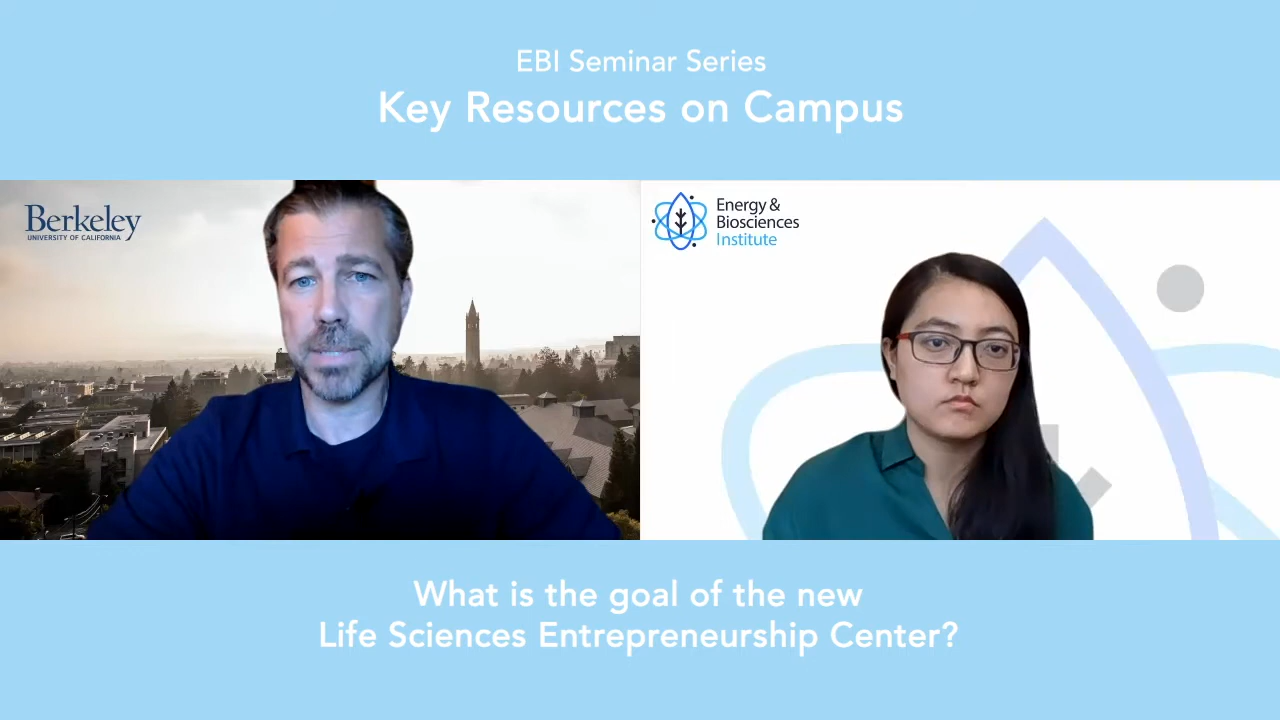 EBI Seminar Series
Key Resources on Campus
Berkeley
UNIVERSITY OF CALIFORNIA
Energy &
Biosciences
Institute
What is the goal of the new
Life Sciences Entrepreneurship Center?